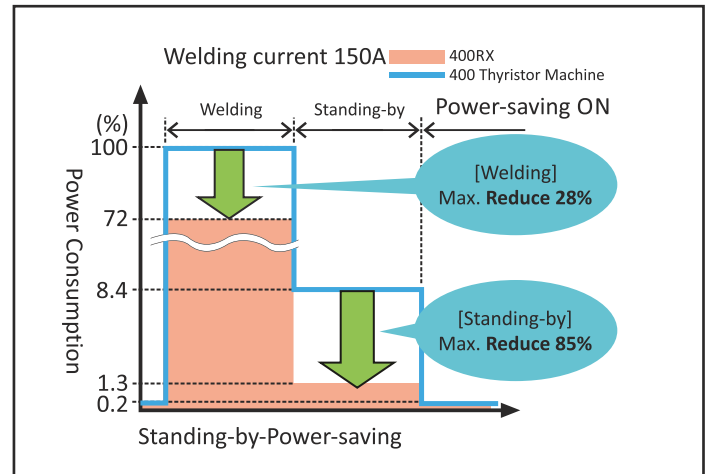 Welding current 150A
400RX
400 Thyristor Machine
Welding
Standing-by
Power-saving ON
(%)
100
72
8.4
1.3
0.2
Power Consumption
[Welding]
Max. Reduce 28%
[Standing-by]
Max. Reduce 85%
Standing-by-Power-saving